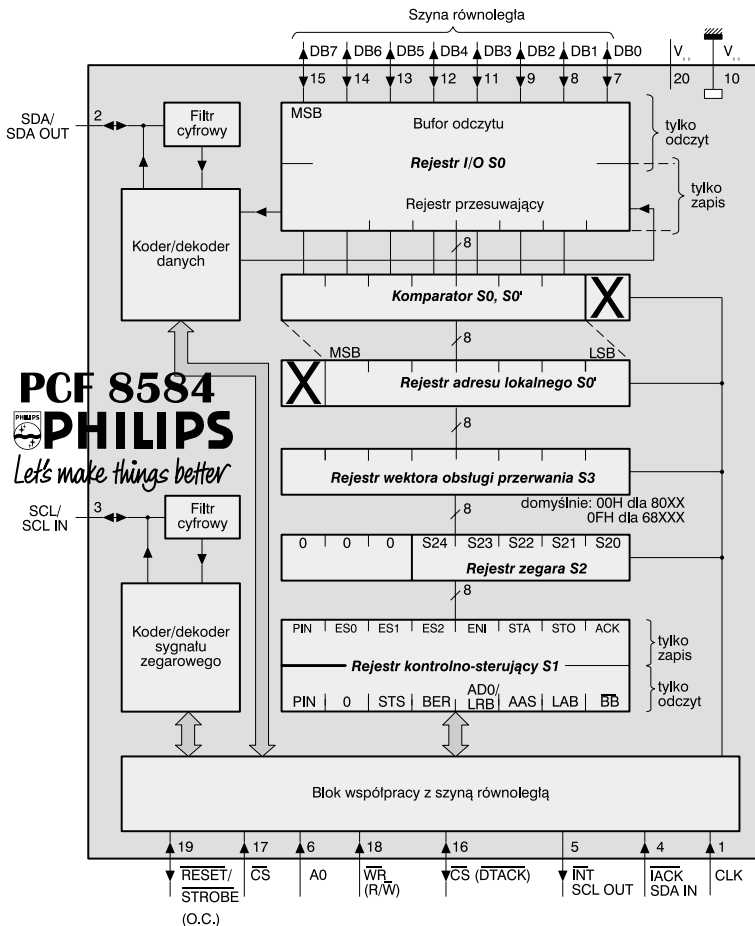 Szyna równoległa
DB7 DB6 DB5 DB4 DB3 DB2 DB1 DB0
15 14 13 12 11 9 8 7
20 10
SDA/
SDA OUT
2
Filtr
cyfrowy
MSB
Bufor odczytu
Rejestr I/O S0
Rejestr przesuwający
tylko
odczyt
tylko
zapis
Koder/dekoder
danych
8
Komparator S0, S0' X
8
MSB LSB
X Rejestr adresu lokalnego S0'
PCF 8584
PHILIPS
PHILIPS
Let's make things better
8
Rejestr wektora obsługi przerwania S3
domyślnie: 00H dla 80XX
0FH dla 68XXX
SCL/
SCL IN
3
Filtr
cyfrowy
8
0 0 0 S24 S23 S22 S21 S20
Rejestr zegara S2
8
Koder/dekoder
sygnału
zegarowego
PIN ES0 ES1 ES2 ENI STA STO ACK
Rejestr kontrolno-sterujący S1
PIN 0 STS BER AD0/
LRB AAS LAB BB
tylko
zapis
tylko
odczyt
Blok współpracy z szyną równoległą
19 17 6 18 16 5 4 1
RESET/
STROBE
(O.C.)
CS
A0
WR
(R/W)
CS (DTACK)
INT
SCL OUT
IACK
SDA IN
CLK